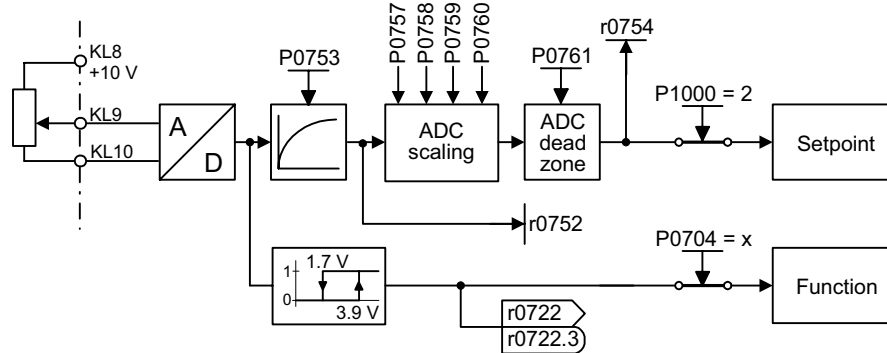 P0757
P0758
P0759
P0760
r0754
KL8
+10 V
P0753
P0761
P1000 = 2
KL9
A
D
ADC
scaling
ADC
dead
zone
Setpoint
KL10
r0752
P0704 = x
1.7 V
1
0
3.9 V
Function
r0722
r0722.3